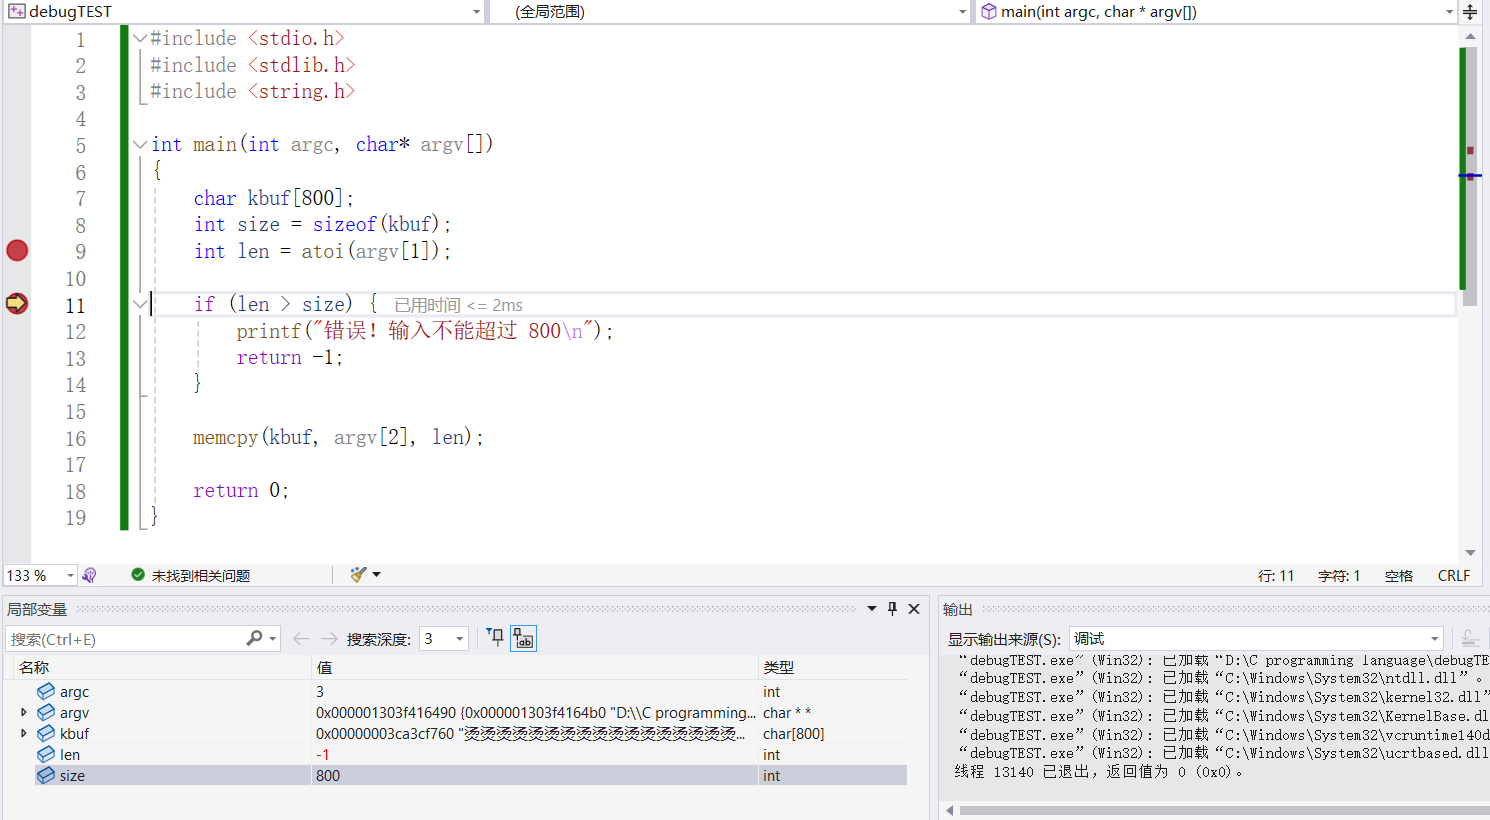 debugTEST (全局范围) main(int argc, char * argv[])
1 #include <stdio.h>
2 #include <stdlib.h>
3 #include <string.h>
4
5 int main(int argc, char* argv[])
6 {
7 char kbuf[800];
8 int size = sizeof(kbuf);
9 int len = atoi(argv[1]);
10
11 if (len > size) { 已用时间 <= 2ms
12 printf("错误！输入不能超过 800\n");
13 return -1;
14 }
15
16 memcpy(kbuf, argv[2], len);
17
18 return 0;
19 }
133 % 未找到相关问题 行: 11 字符: 1 空格 CRLF
局部变量
搜索(Ctrl+E) 搜索深度: 3
名称 值 类型
argc 3 int
argv 0x000001303f416490 {0x000001303f4164b0 "D:\\C programming... char * *
kbuf 0x00000003ca3cf760 "烫烫烫烫烫烫烫烫烫烫烫烫烫烫烫烫烫... char[800]
len -1 int
size 800 int
输出
显示输出来源(S): 调试
“debugTEST.exe”(Win32): 已加载“D:\C programming language\debugTE
“debugTEST.exe”(Win32): 已加载“C:\Windows\System32\ntdll.dll”。
“debugTEST.exe”(Win32): 已加载“C:\Windows\System32\kernel32.dll”
“debugTEST.exe”(Win32): 已加载“C:\Windows\System32\KernelBase.dl
“debugTEST.exe”(Win32): 已加载“C:\Windows\System32\vcruntime140d
“debugTEST.exe”(Win32): 已加载“C:\Windows\System32\ucrtbased.dll
线程 13140 已退出，返回值为 0 (0x0)。